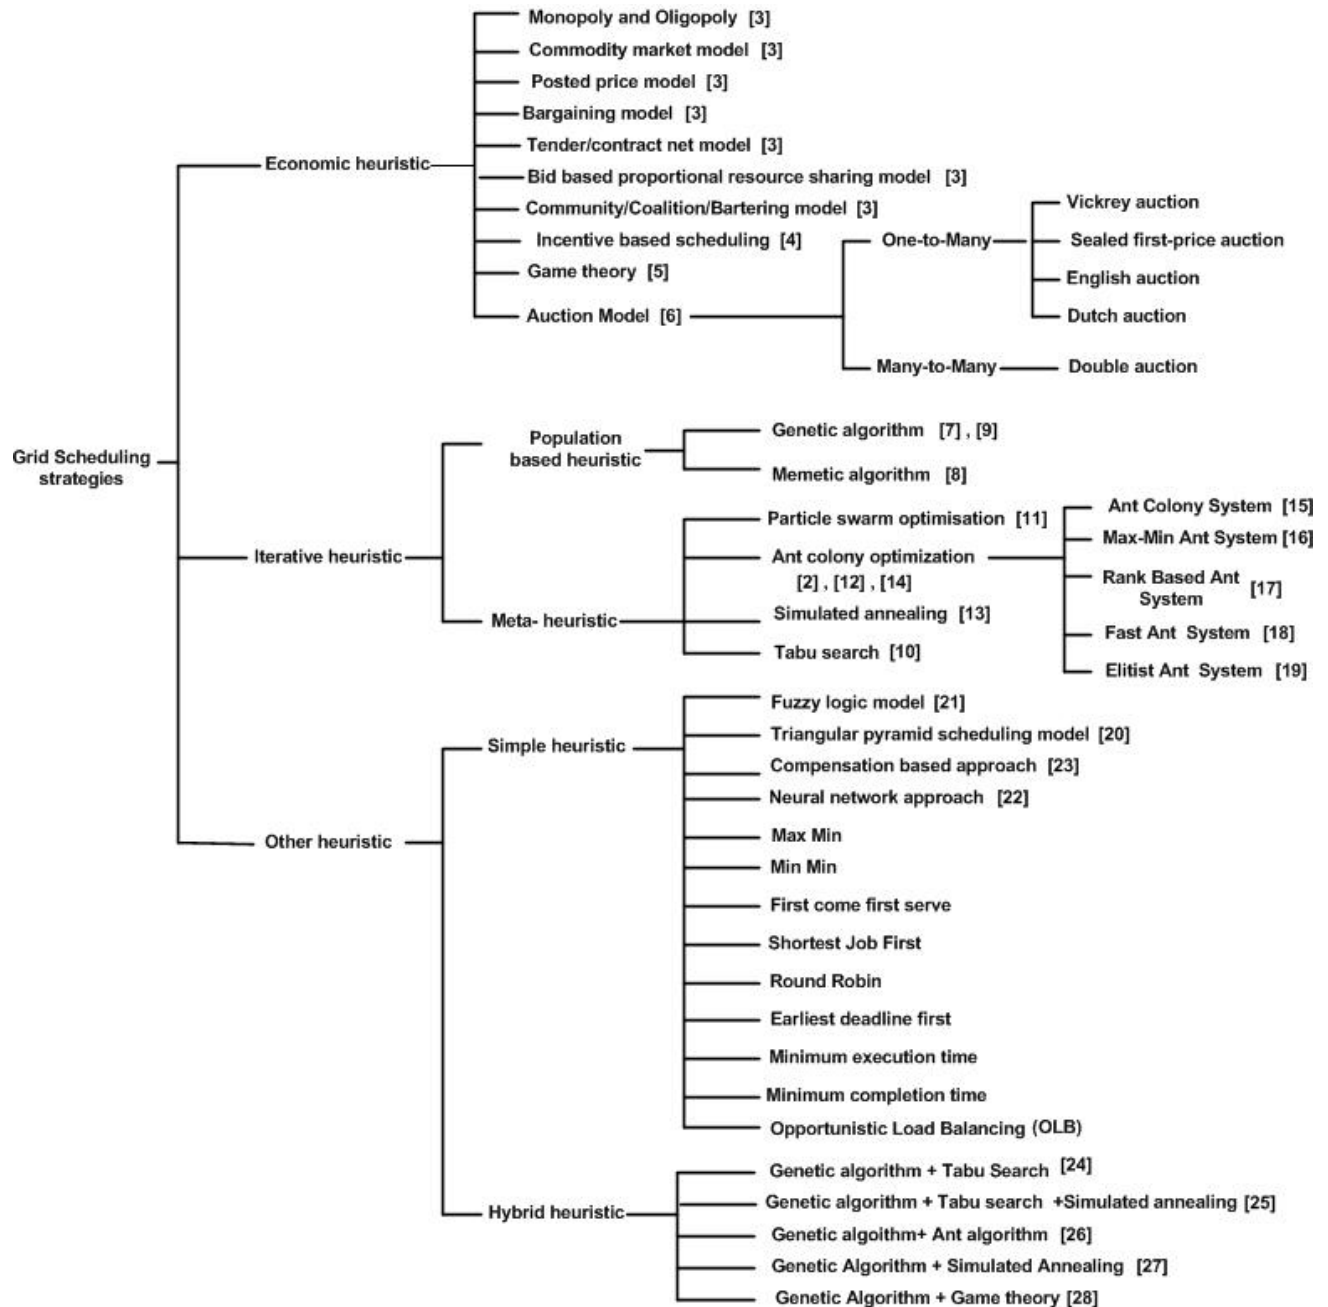 Monopoly and Oligopoly [3]
Commodity market model [3]
Posted price model [3]
Bargaining model [3]
Tender/contract net model [3]
Economic heuristic
Bid based proportional resource sharing model [3]
Community/Coalition/Bartering model [3]
Incentive based scheduling [4]
Game theory [5]
Auction Model [6]
One-to-Many
Vickrey auction
Sealed first-price auction
English auction
Dutch auction
Many-to-Many
Double auction
Grid Scheduling
strategies
Population
based heuristic
Genetic algorithm [7] , [9]
Memetic algorithm [8]
Iterative heuristic
Meta- heuristic
Particle swarm optimisation [11]
Ant colony optimization
[2] , [12] , [14]
Simulated annealing [13]
Tabu search [10]
Ant Colony System [15]
Max-Min Ant System [16]
Rank Based Ant
System [17]
Fast Ant System [18]
Elitist Ant System [19]
Other heuristic
Simple heuristic
Fuzzy logic model [21]
Triangular pyramid scheduling model [20]
Compensation based approach [23]
Neural network approach [22]
Max Min
Min Min
First come first serve
Shortest Job First
Round Robin
Earliest deadline first
Minimum execution time
Minimum completion time
Opportunistic Load Balancing (OLB)
Hybrid heuristic
Genetic algorithm + Tabu Search [24]
Genetic algorithm + Tabu search +Simulated annealing [25]
Genetic algoithm+ Ant algorithm [26]
Genetic Algorithm + Simulated Annealing [27]
Genetic Algorithm + Game theory [28]